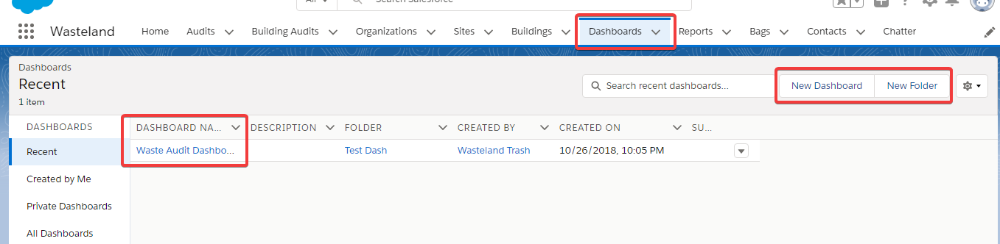 All Search Salesforce
Wasteland Home Audits Building Audits Organizations Sites Buildings Dashboards Reports Bags Contacts Chatter
Dashboards
Recent
1 item
Search recent dashboards... New Dashboard New Folder
DASHBOARDS DASHBOARD NA... DESCRIPTION FOLDER CREATED BY CREATED ON SU...
Recent Waste Audit Dashbo... Test Dash Wasteland Trash 10/26/2018, 10:05 PM
Created by Me
Private Dashboards
All Dashboards